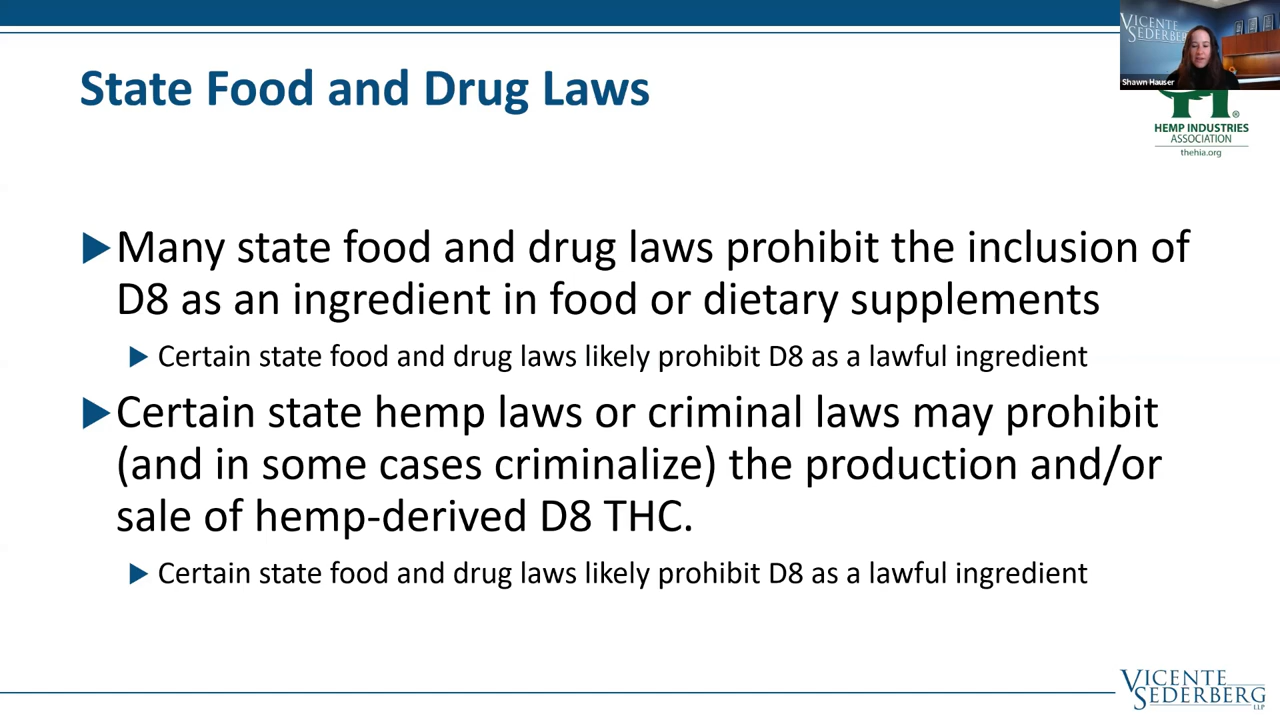 VICENTE
SEDERBERG
Shawn Hauser
State Food and Drug Laws
®
HEMP INDUSTRIES
ASSOCIATION
thehia.org
Many state food and drug laws prohibit the inclusion of
D8 as an ingredient in food or dietary supplements
Certain state food and drug laws likely prohibit D8 as a lawful ingredient
Certain state hemp laws or criminal laws may prohibit
(and in some cases criminalize) the production and/or
sale of hemp-derived D8 THC.
Certain state food and drug laws likely prohibit D8 as a lawful ingredient
VICENTE
SEDERBERG
LLP